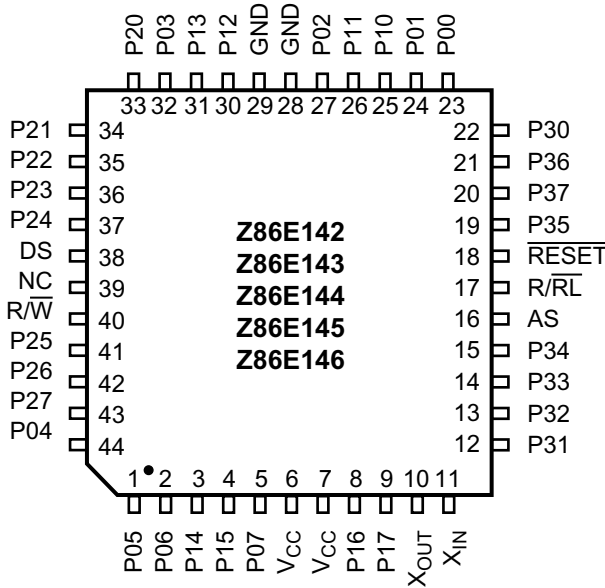 P20 P03 P13 P12 GND GND P02 P11 P10 P01 P00
33 32 31 30 29 28 27 26 25 24 23
P21 34
P22 35
P23 36
P24 37
DS 38
NC 39
R/W̅ 40
P25 41
P26 42
P27 43
P04 44
Z86E142
Z86E143
Z86E144
Z86E145
Z86E146
22 P30
21 P36
20 P37
19 P35
18 R̅E̅S̅E̅T̅
17 R/R̅L̅
16 AS
15 P34
14 P33
13 P32
12 P31
1 2 3 4 5 6 7 8 9 10 11
P05 P06 P14 P15 P07 VCC VCC P16 P17 XOUT XIN